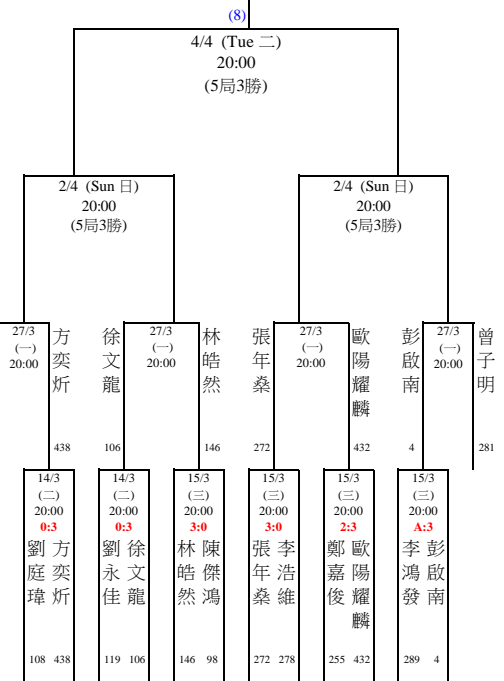 (8)
4/4 (Tue 二)
20:00
(5局3勝)
2/4 (Sun 日)
20:00
(5局3勝)
2/4 (Sun 日)
20:00
(5局3勝)
27/3
(一)
20:00
方奕炘
438
徐文龍
106
27/3
(一)
20:00
林皓然
146
張年燊
272
27/3
(一)
20:00
歐陽耀麟
432
彭啟南
4
27/3
(一)
20:00
曾子明
281
14/3
(二)
20:00
0:3
劉庭瑋
方奕炘
108
438
14/3
(二)
20:00
0:3
劉永佳
徐文龍
119
106
15/3
(三)
20:00
3:0
林皓然
陳傑鴻
146
98
15/3
(三)
20:00
3:0
張年燊
李浩維
272
278
15/3
(三)
20:00
2:3
鄭嘉俊
歐陽耀麟
255
432
15/3
(三)
20:00
A:3
李鴻發
彭啟南
289
4